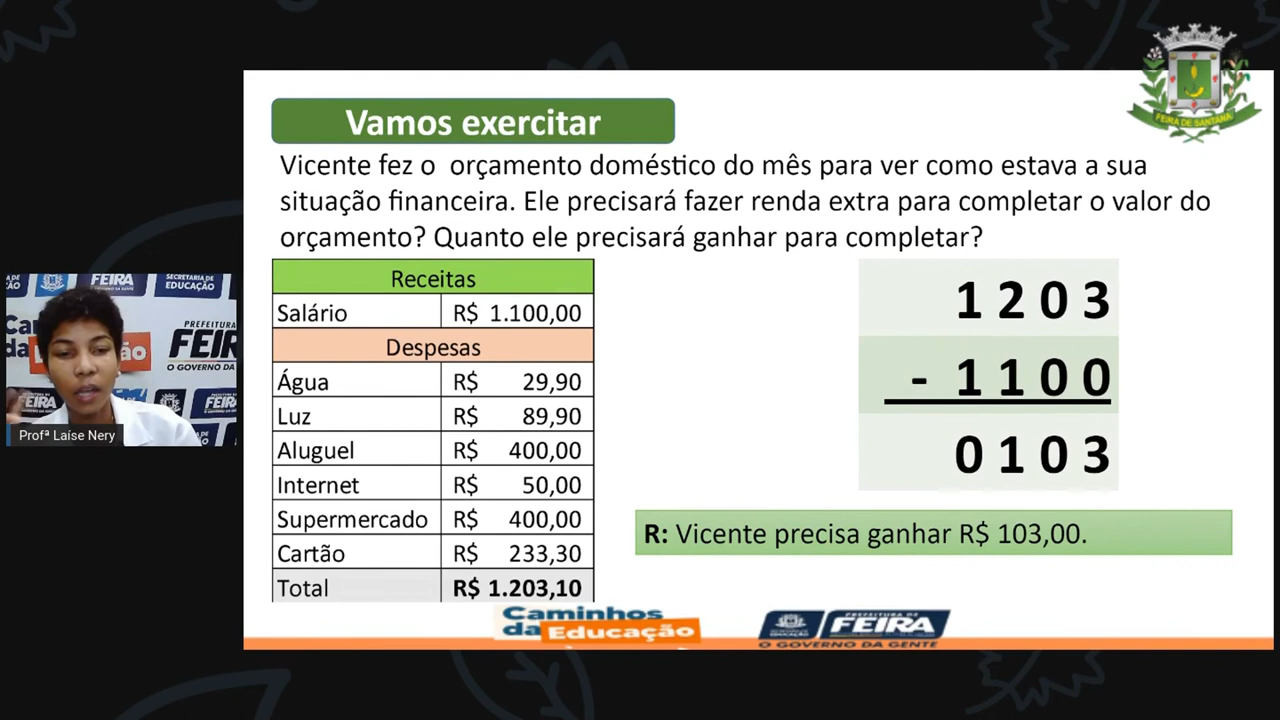 Vamos exercitar
FEIRA DE SANTANA
Vicente fez o orçamento doméstico do mês para ver como estava a sua
situação financeira. Ele precisará fazer renda extra para completar o valor do
orçamento? Quanto ele precisará ganhar para completar?
Receitas
Salário R$ 1.100,00
Despesas
Água R$ 29,90
Luz R$ 89,90
Aluguel R$ 400,00
Internet R$ 50,00
Supermercado R$ 400,00
Cartão R$ 233,30
Total R$ 1.203,10
1 2 0 3
- 1 1 0 0
0 1 0 3
R: Vicente precisa ganhar R$ 103,00.
FEIRA
SECRETARIA DE
EDUCAÇÃO
PREFEITURA
FEIR
O GOVERNO DA GENTE
Profª Laíse Nery
Caminhos
da Educação
PREFEITURA DE
FEIRA
O GOVERNO DA GENTE